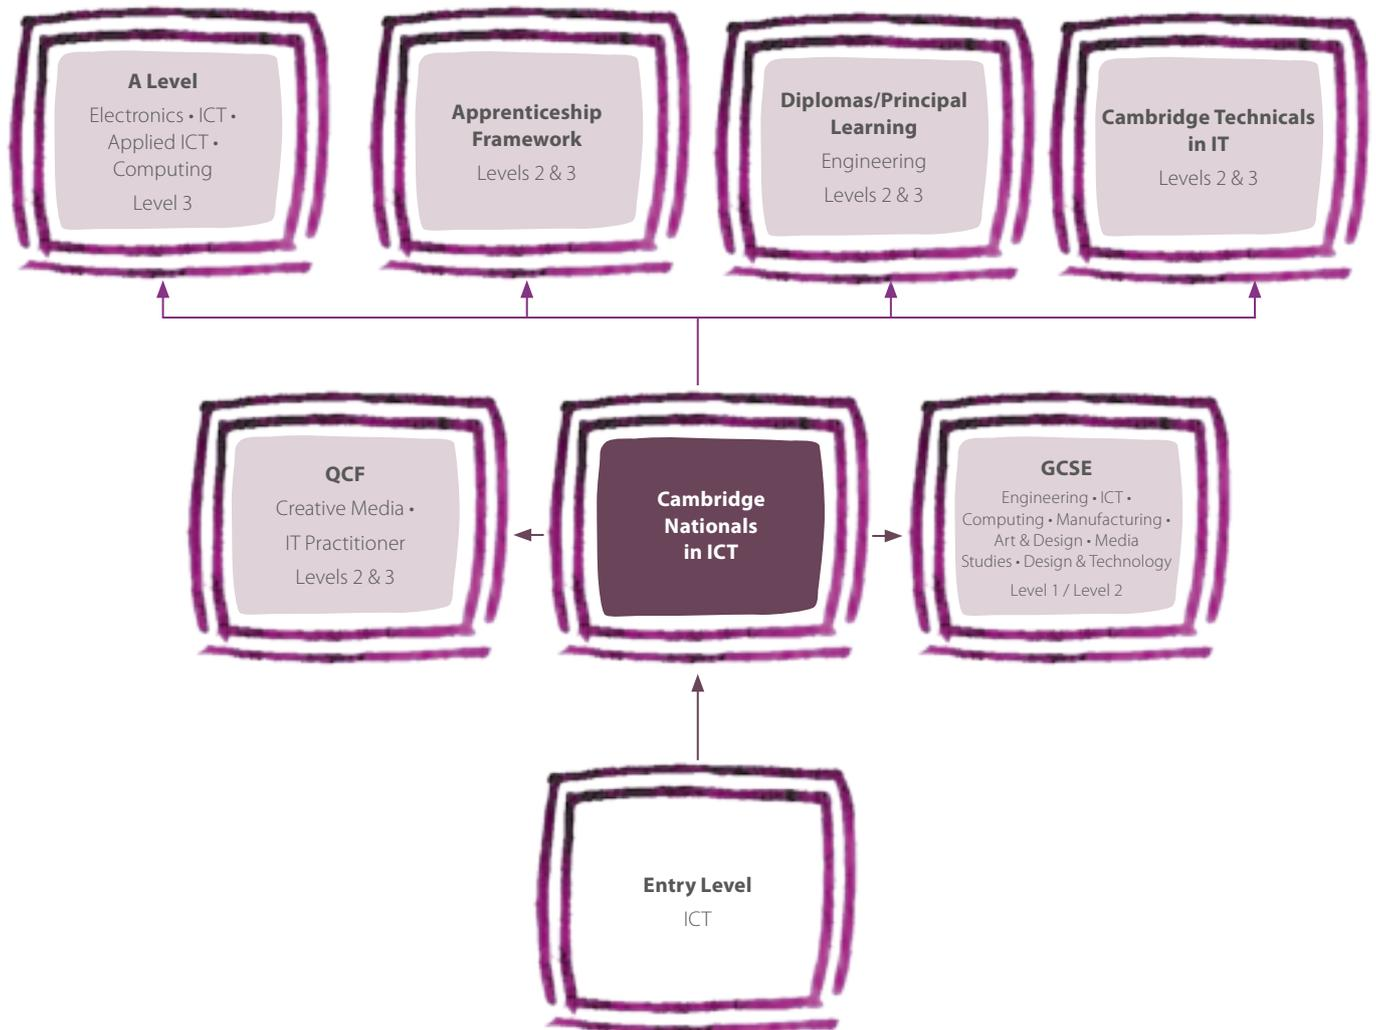 A Level
Electronics • ICT •
Applied ICT •
Computing
Level 3
Apprenticeship
Framework
Levels 2 & 3
Diplomas/Principal
Learning
Engineering
Levels 2 & 3
Cambridge Technicals
in IT
Levels 2 & 3
QCF
Creative Media •
IT Practitioner
Levels 2 & 3
Cambridge
Nationals
in ICT
GCSE
Engineering • ICT •
Computing • Manufacturing •
Art & Design • Media
Studies • Design & Technology
Level 1 / Level 2
Entry Level
ICT